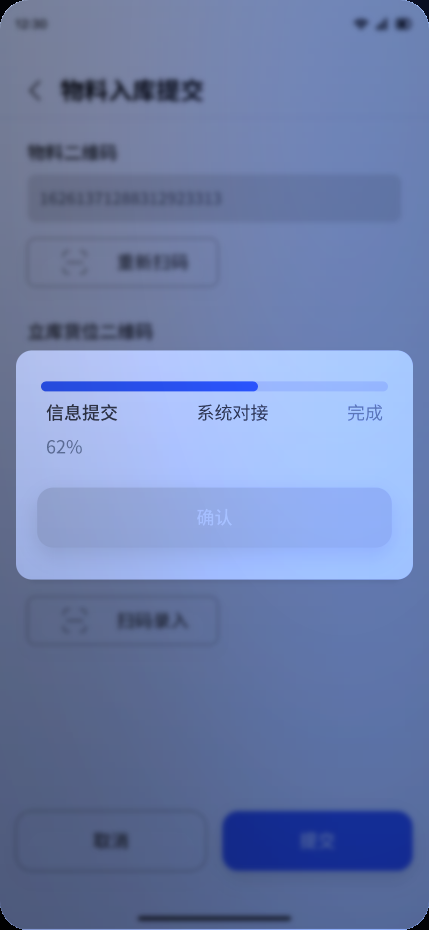 12:30
物料入库提交
物料二维码
重新扫码
立库货位二维码
信息提交 系统对接 完成
62%
确认
扫码录入
取消 提交